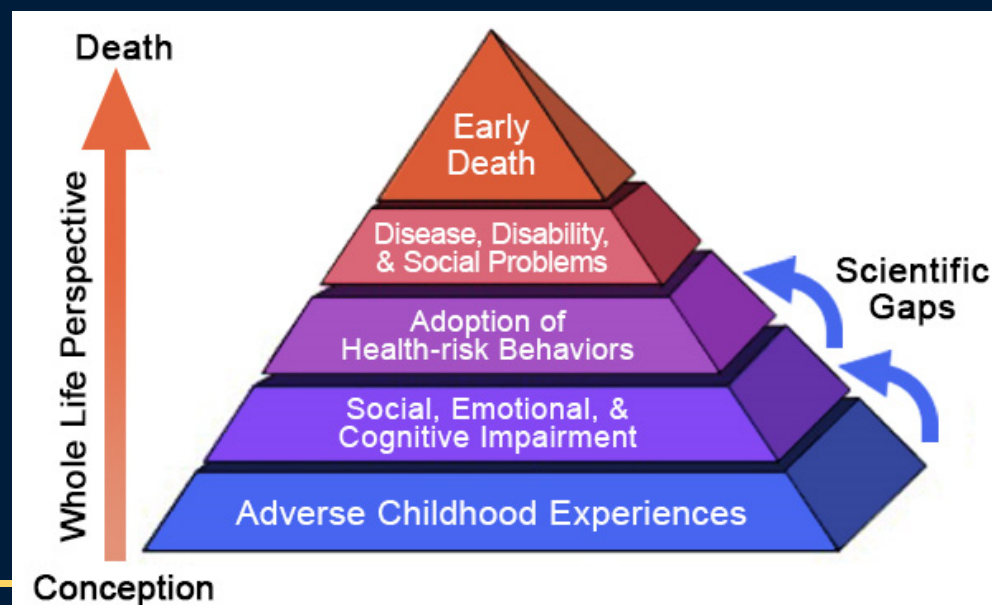 Death
Whole Life Perspective
Conception
Early
Death
Disease, Disability,
& Social Problems
Adoption of
Health-risk Behaviors
Social, Emotional, &
Cognitive Impairment
Adverse Childhood Experiences
Scientific
Gaps